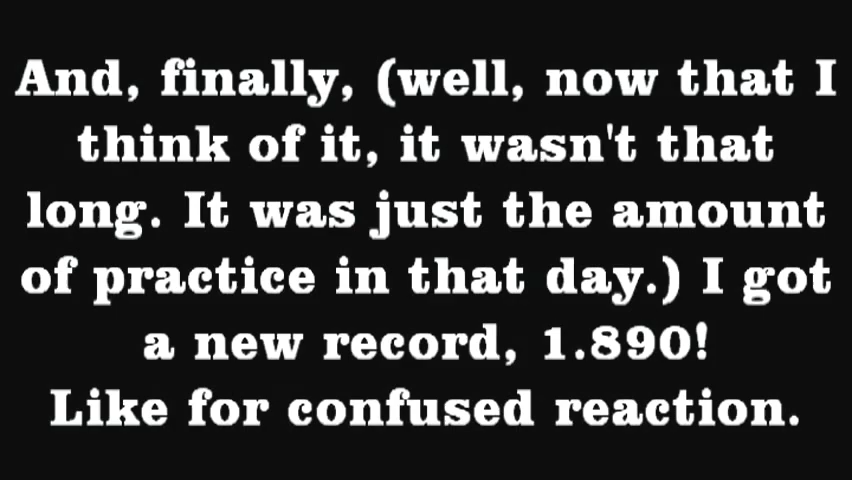 And, finally, (well, now that I
think of it, it wasn't that
long. It was just the amount
of practice in that day.) I got
a new record, 1.890!
Like for confused reaction.